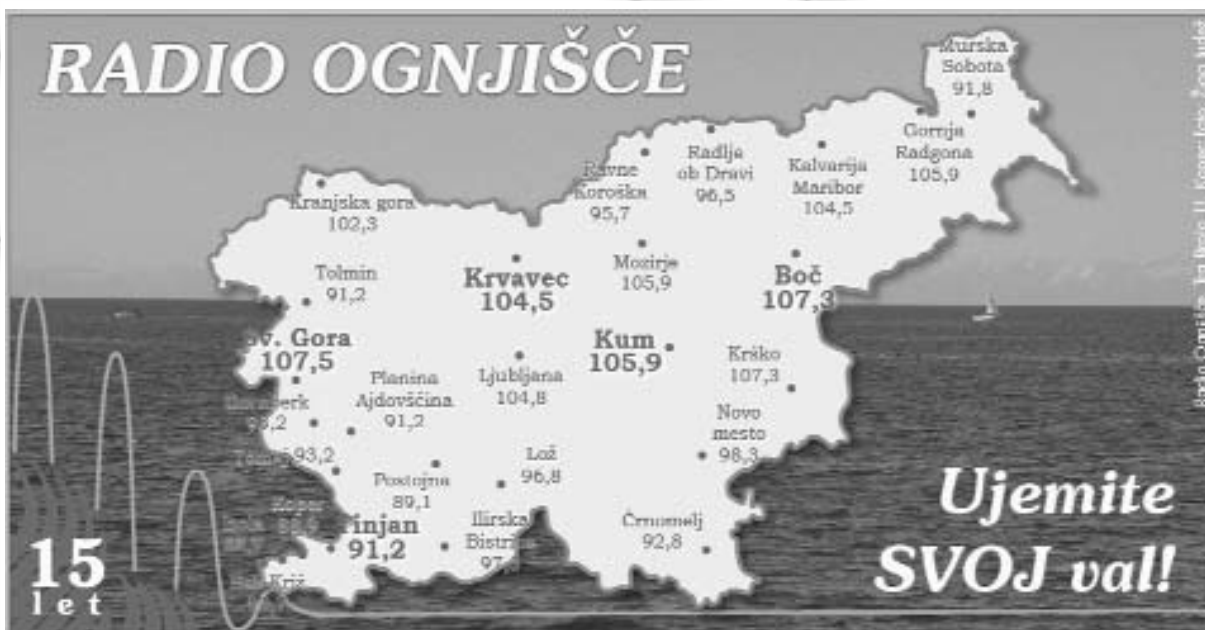 RADIO OGNJIŠČE
Murska
Sobota
91,8
Gornja
Radgona
105,9
Kalvarija
Maribor
104,5
Radlje
ob Dravi
96,5
Ravne
Koroška
95,7
Kranjska gora
102,3
Mozirje
105,9
Boč
107,3
Krvavec
104,5
Tolmin
91,2
Sv. Gora
107,5
Kum
105,9
Krško
107,3
Ljubljana
104,8
Planina
Ajdovščina
91,2
Novo
mesto
98,3
93,2
Lož
96,8
Postojna
89,1
Koper
Tinjan
91,2
Ilirska
Črnomelj
92,8
Križ
15
let
Ujemite
SVOJ val!